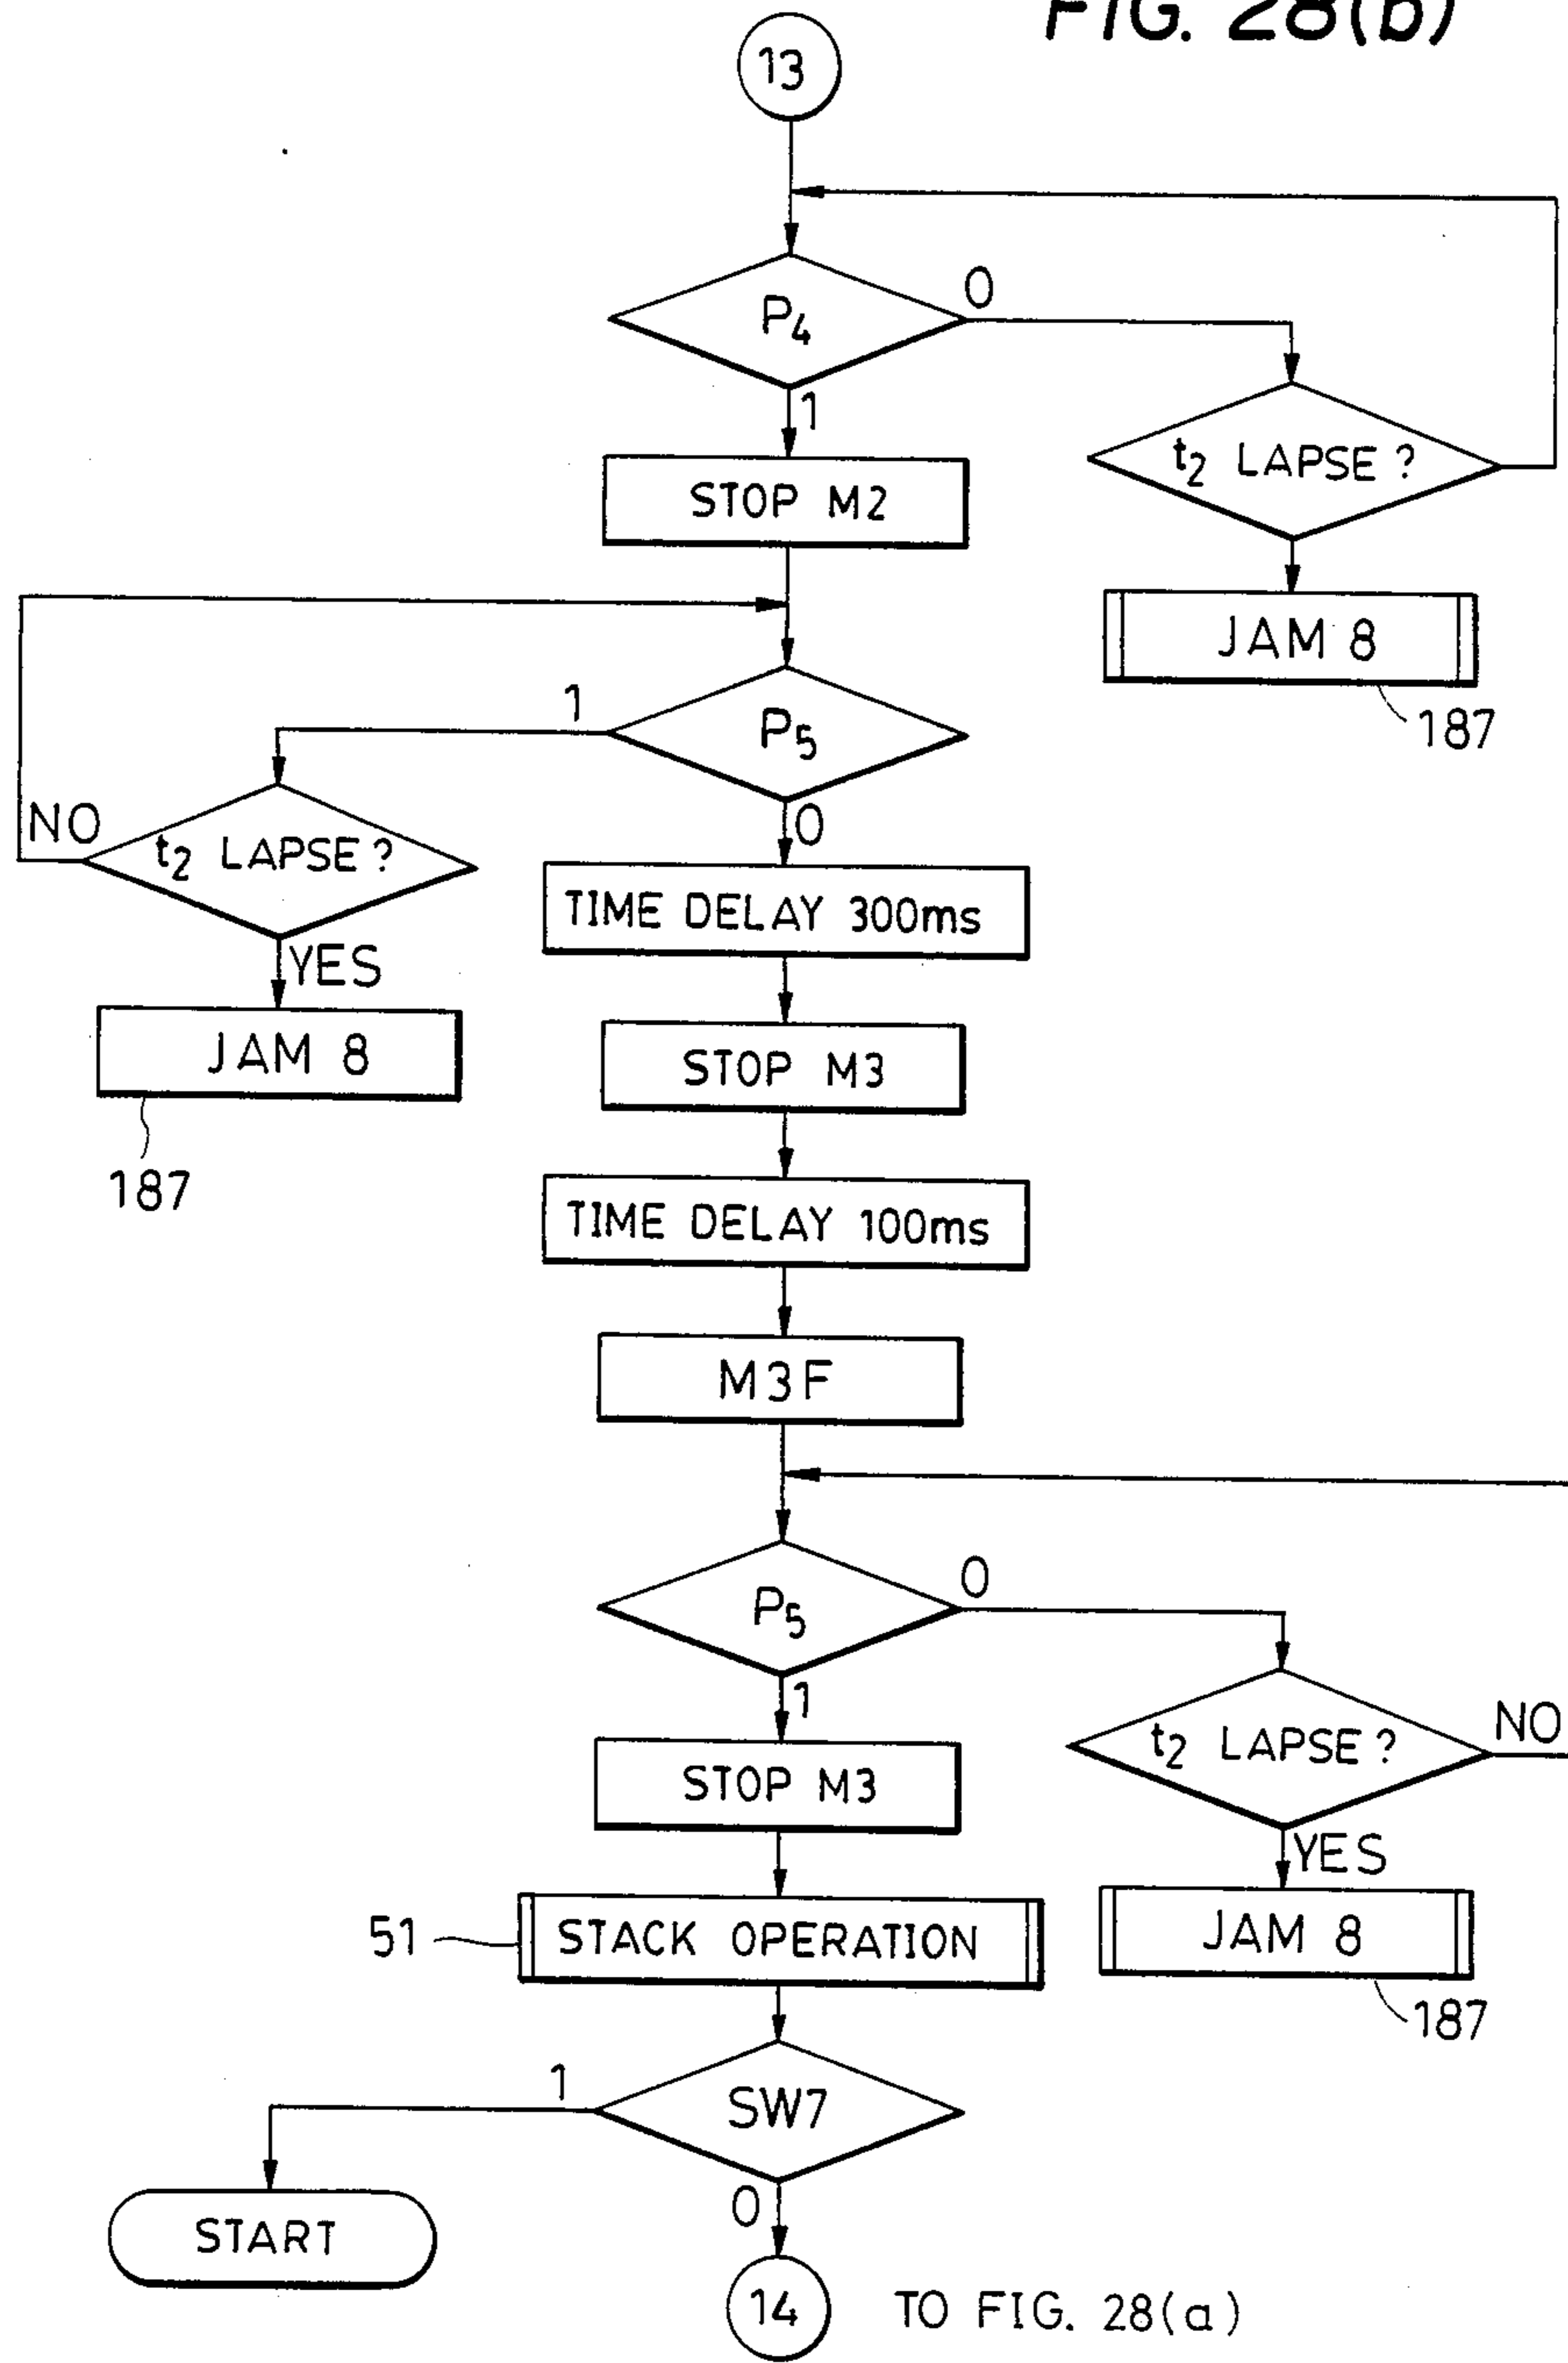 FIG. 28(b)
13
P4
0
1
t2 LAPSE ?
STOP M2
JAM 8
187
P5
1
0
t2 LAPSE ?
NO
YES
TIME DELAY 300ms
JAM 8
187
STOP M3
TIME DELAY 100ms
M3F
P5
0
1
t2 LAPSE ?
NO
YES
STOP M3
JAM 8
187
51
STACK OPERATION
SW7
1
0
START
14
TO FIG. 28(a)